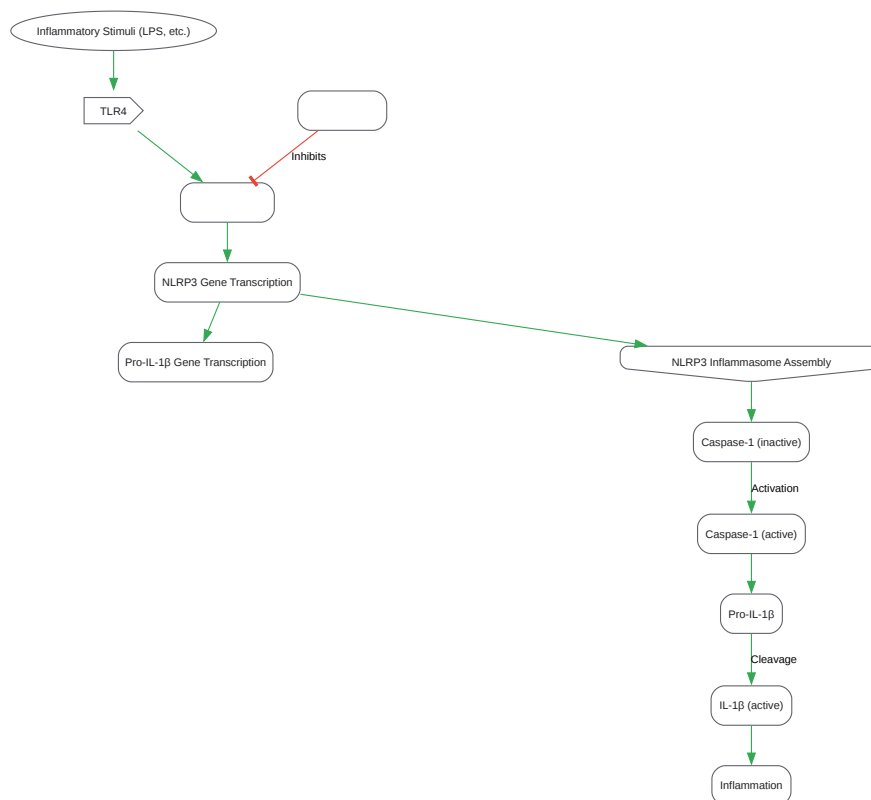 Inflammatory Stimuli (LPS, etc.)
TLR4
Inhibits
NLRP3 Gene Transcription
Pro-IL-1β Gene Transcription
NLRP3 Inflammasome Assembly
Caspase-1 (inactive)
Activation
Caspase-1 (active)
Pro-IL-1β
Cleavage
IL-1β (active)
Inflammation